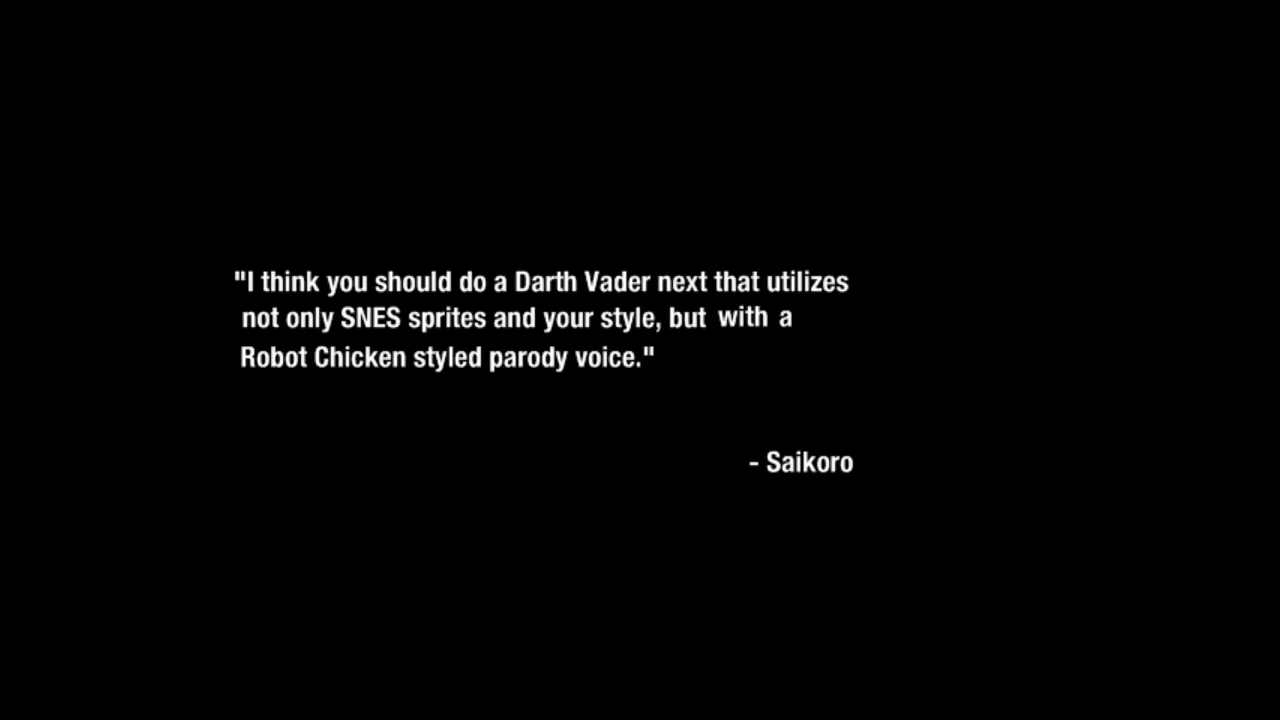 "I think you should do a Darth Vader next that utilizes
not only SNES sprites and your style, but with a
Robot Chicken styled parody voice."
- Saikoro